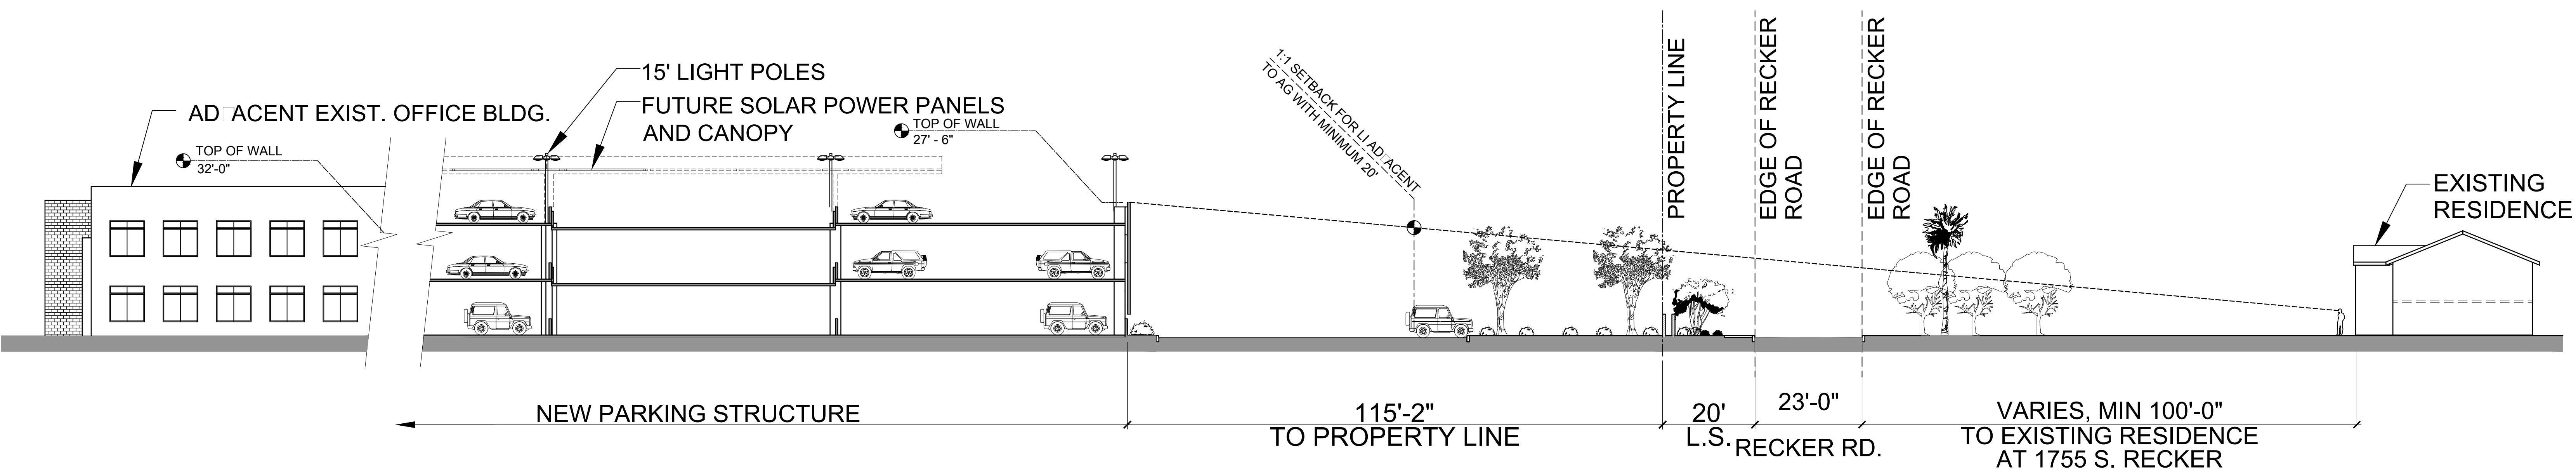 AD□ACENT EXIST. OFFICE BLDG.
TOP OF WALL
32'-0"
15' LIGHT POLES
FUTURE SOLAR POWER PANELS
AND CANOPY
TOP OF WALL
27' - 6"
1:1 SETBACK FOR LI AD ACENT
TO AG WITH MINIMUM 20'
PROPERTY LINE
EDGE OF RECKER
ROAD
EDGE OF RECKER
ROAD
EXISTING
RESIDENCE
NEW PARKING STRUCTURE
115'-2"
TO PROPERTY LINE
20'
L.S.
23'-0"
RECKER RD.
VARIES, MIN 100'-0"
TO EXISTING RESIDENCE
AT 1755 S. RECKER